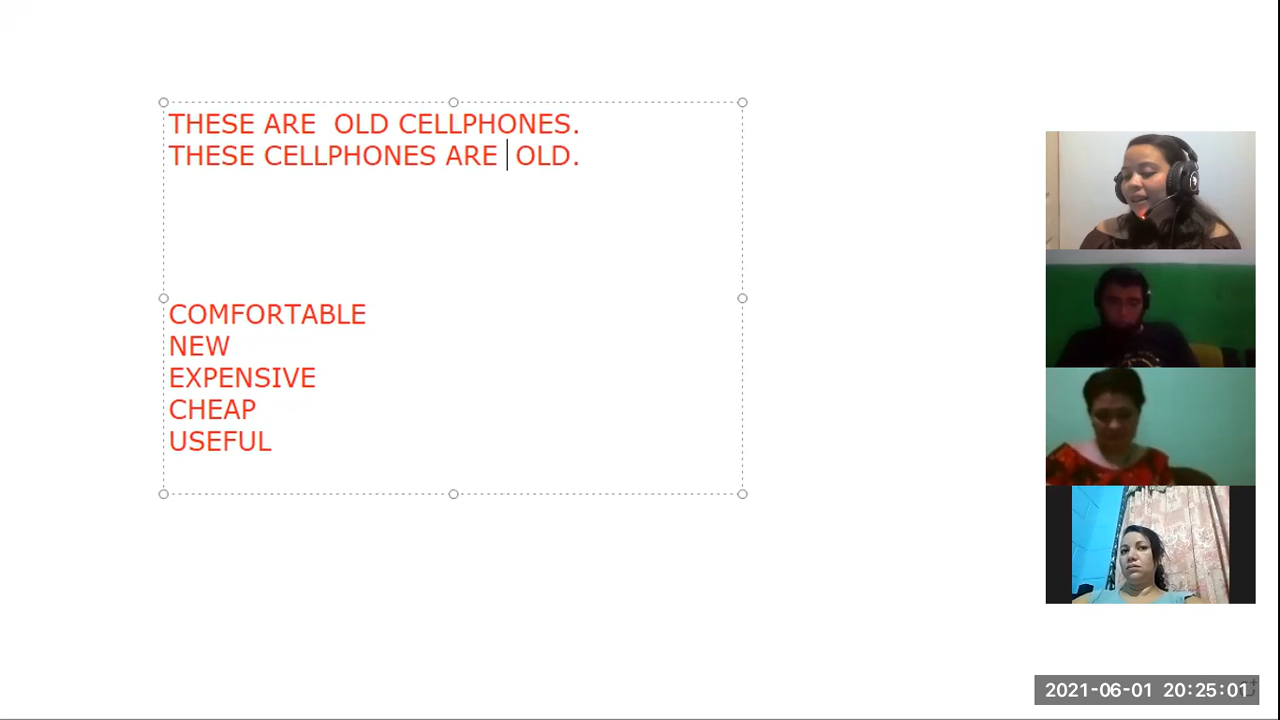 THESE ARE  OLD CELLPHONES.
THESE CELLPHONES ARE  OLD.
COMFORTABLE
NEW
EXPENSIVE
CHEAP
USEFUL
2021-06-01 20:25:01